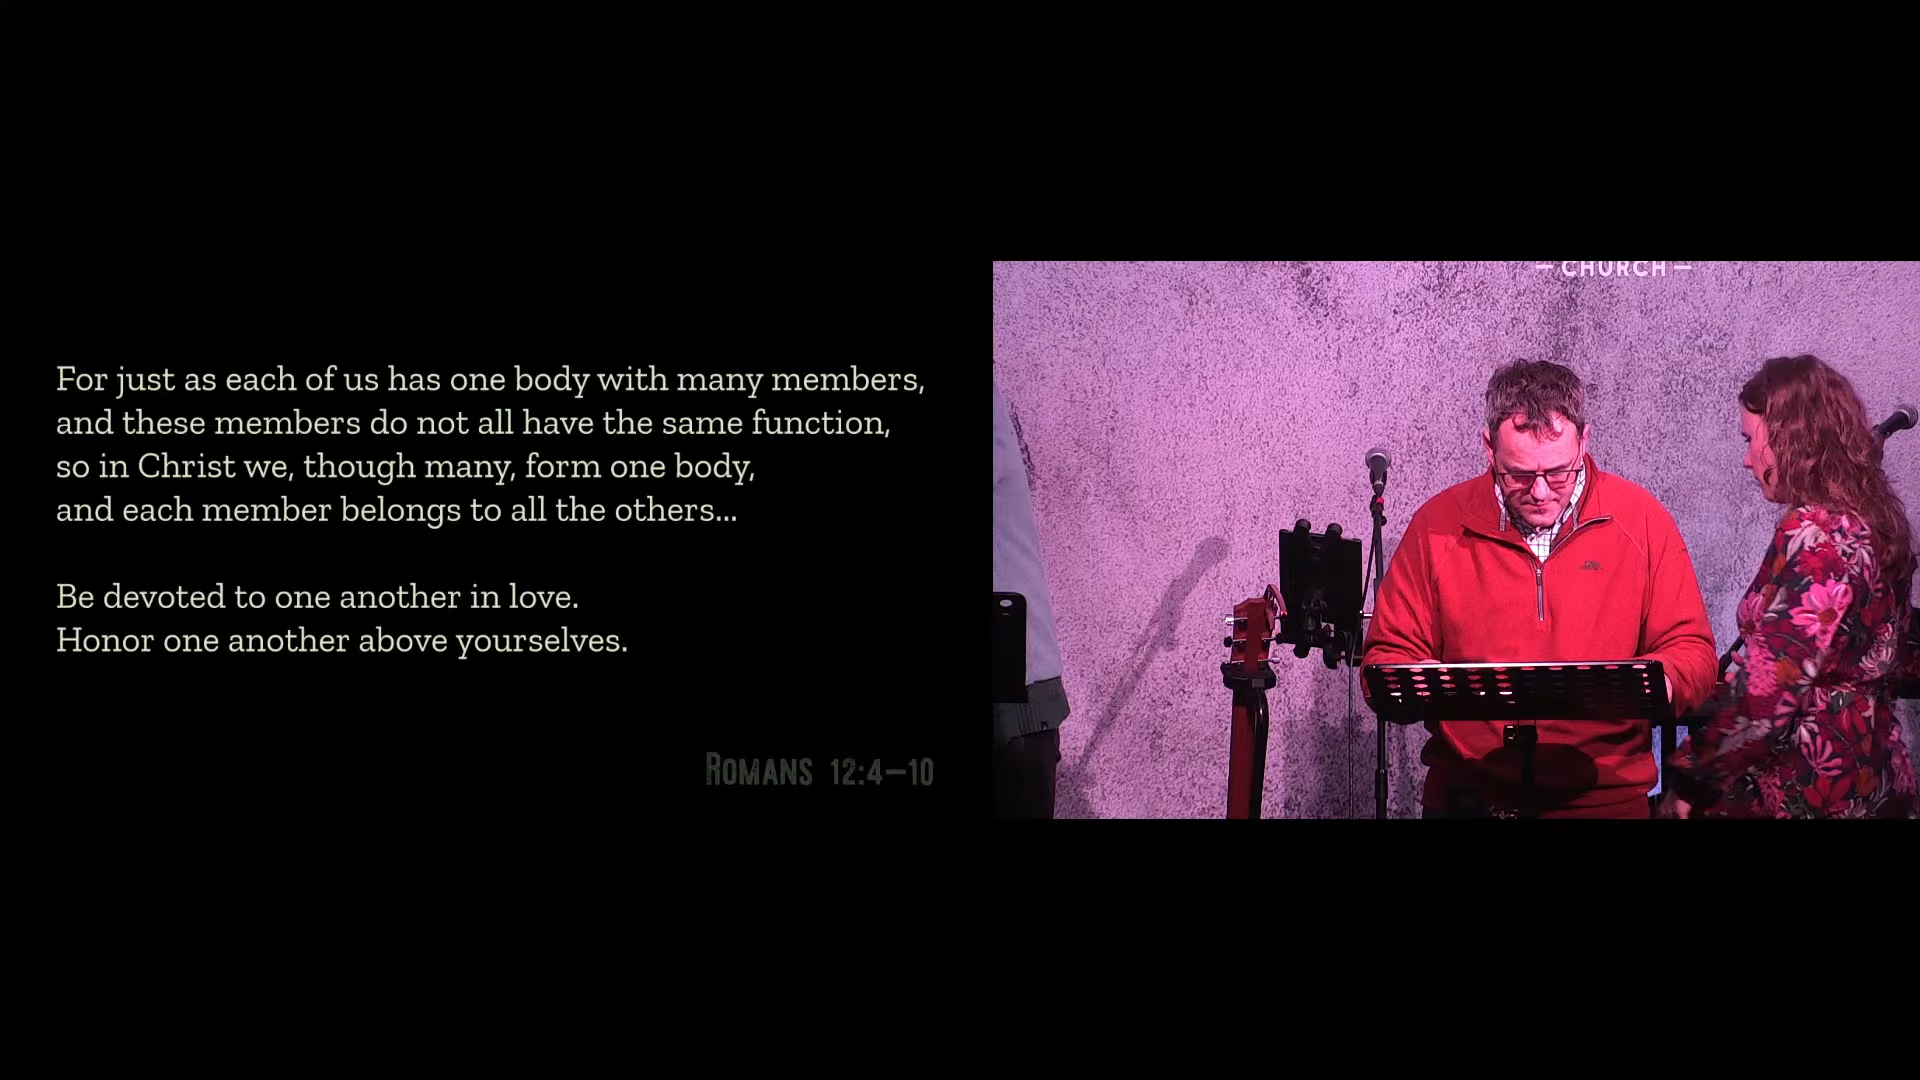 For just as each of us has one body with many members,
and these members do not all have the same function,
so in Christ we, though many, form one body,
and each member belongs to all the others...
Be devoted to one another in love.
Honor one another above yourselves.
Romans 12:4–10
— CHURCH —